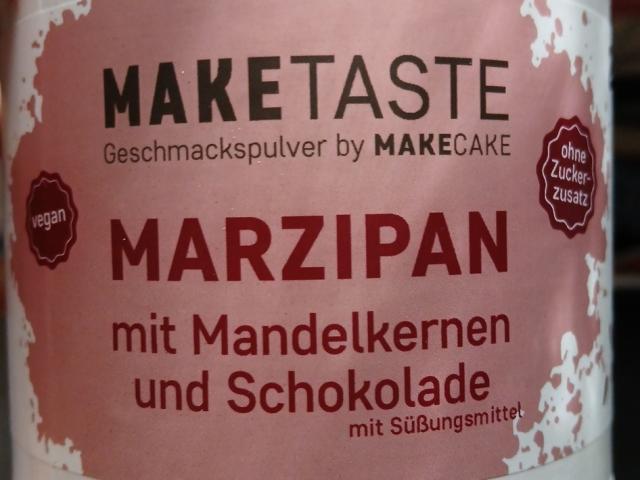 MAKETASTE
Geschmackspulver by MAKECAKE
vegan
ohne
Zucker-
zusatz
MARZIPAN
mit Mandelkernen
und Schokolade
mit Süßungsmittel